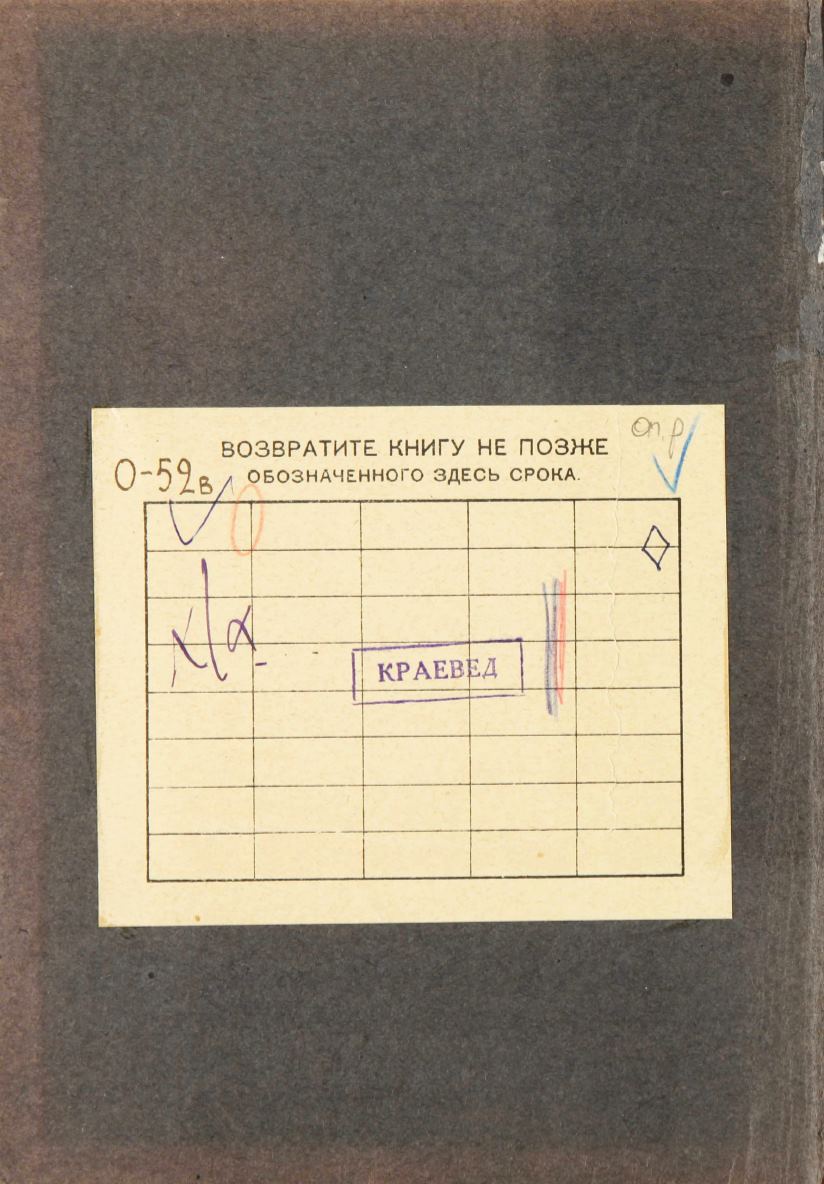 оп.р
ВОЗВРАТИТЕ КНИГУ НЕ ПОЗЖЕ
О-52в
ОБОЗНАЧЕННОГО ЗДЕСЬ СРОКА.
КРАЕВЕД